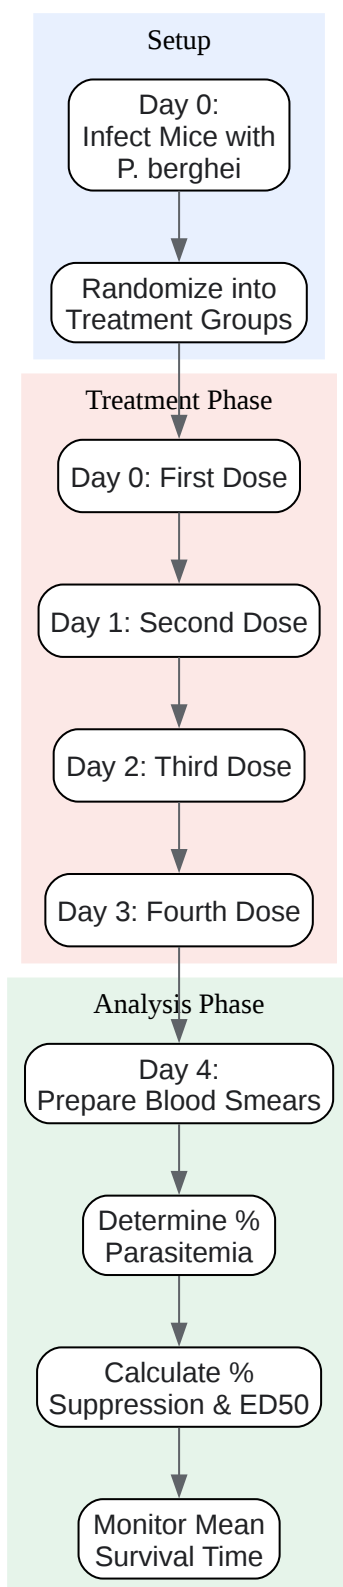 Setup
Day 0:
Infect Mice with
P. berghei
Randomize into
Treatment Groups
Treatment Phase
Day 0: First Dose
Day 1: Second Dose
Day 2: Third Dose
Day 3: Fourth Dose
Analysis Phase
Day 4:
Prepare Blood Smears
Determine %
Parasitemia
Calculate %
Suppression & ED50
Monitor Mean
Survival Time